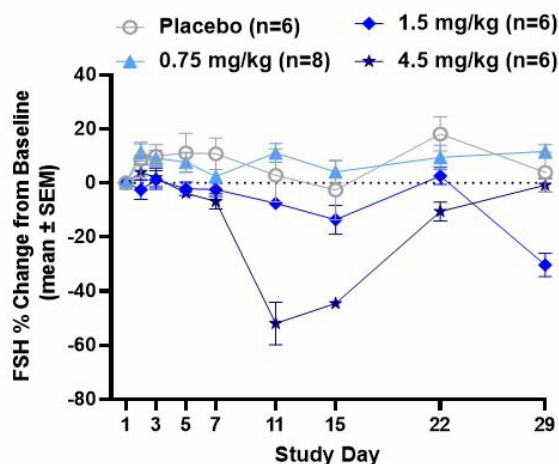 Placebo (n=6)
1.5 mg/kg (n=6)
0.75 mg/kg (n=8)
4.5 mg/kg (n=6)
FSH % Change from Baseline
(mean ± SEM)
40
20
0
-20
-40
-60
-80
1 3 5 7 11 15 22 29
Study Day